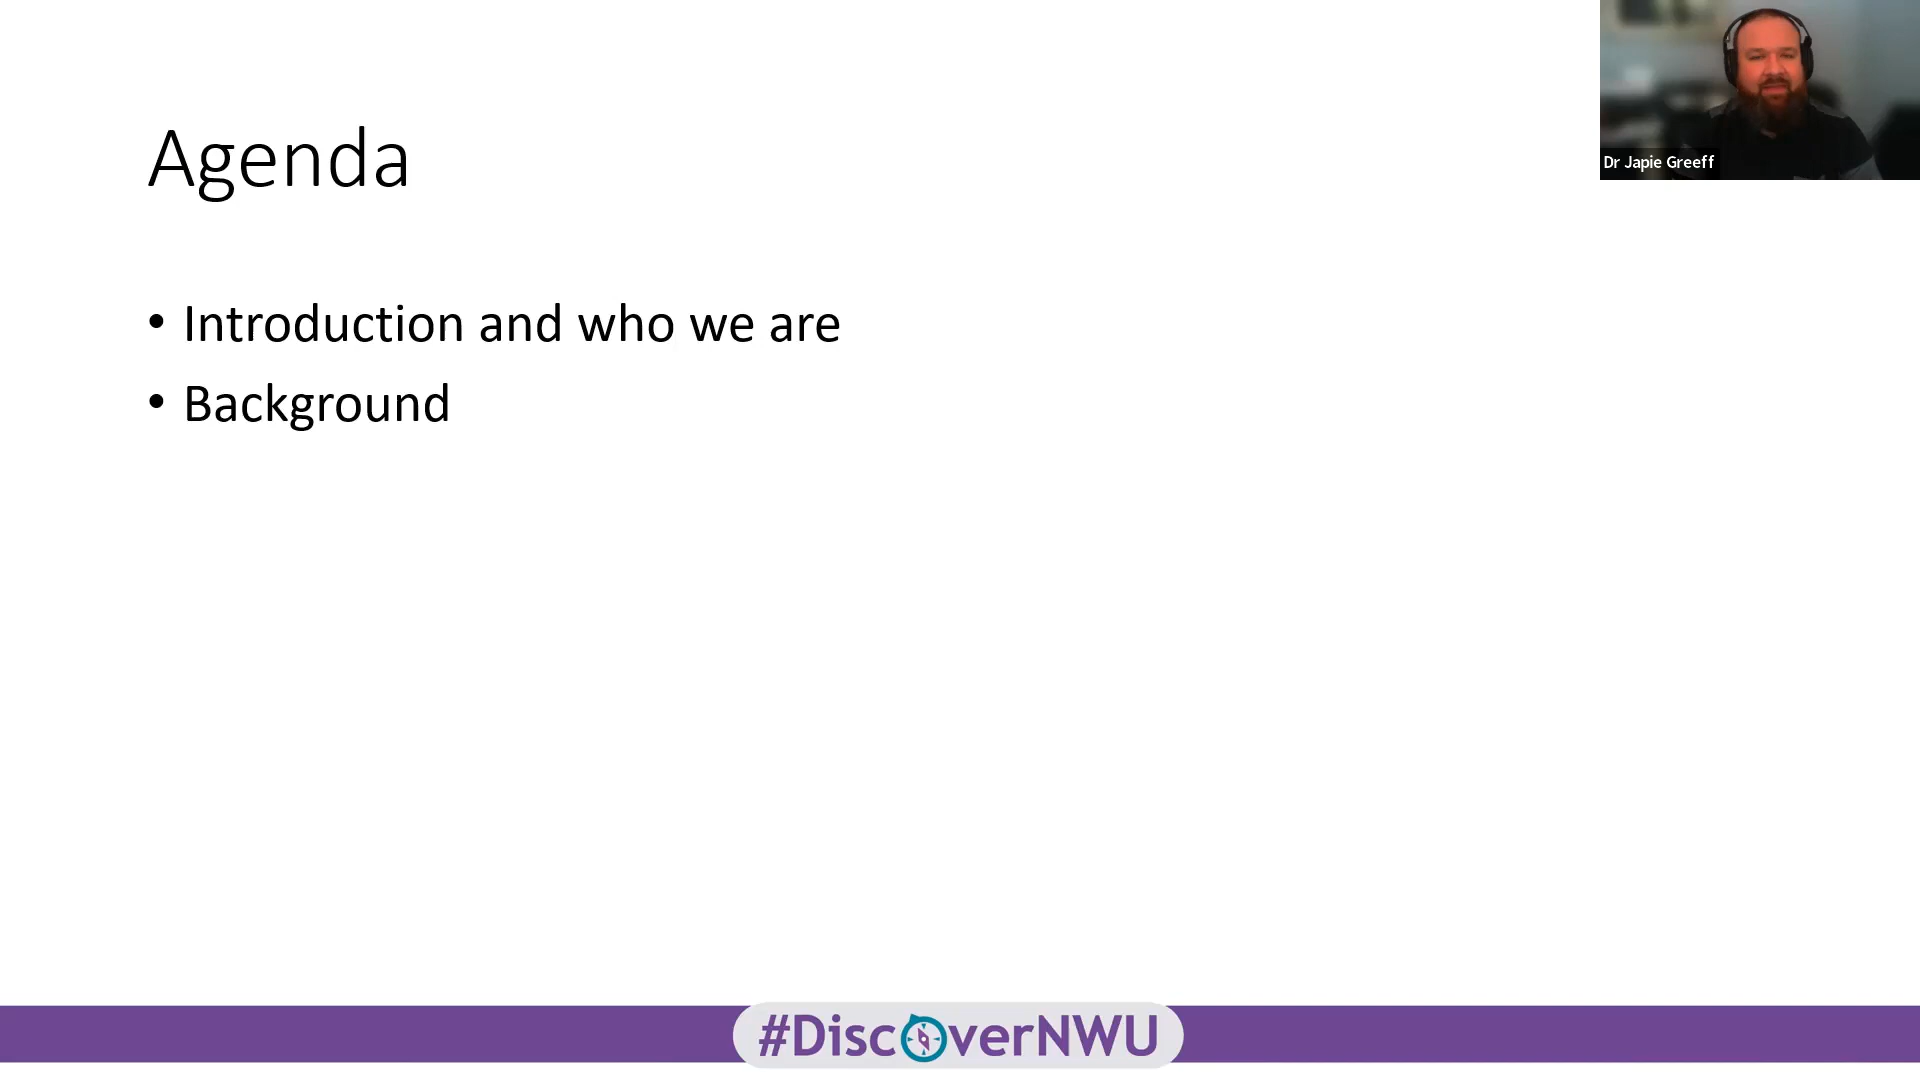 Dr Japie Greeff
Agenda
• Introduction and who we are
• Background
#DiscoverNWU